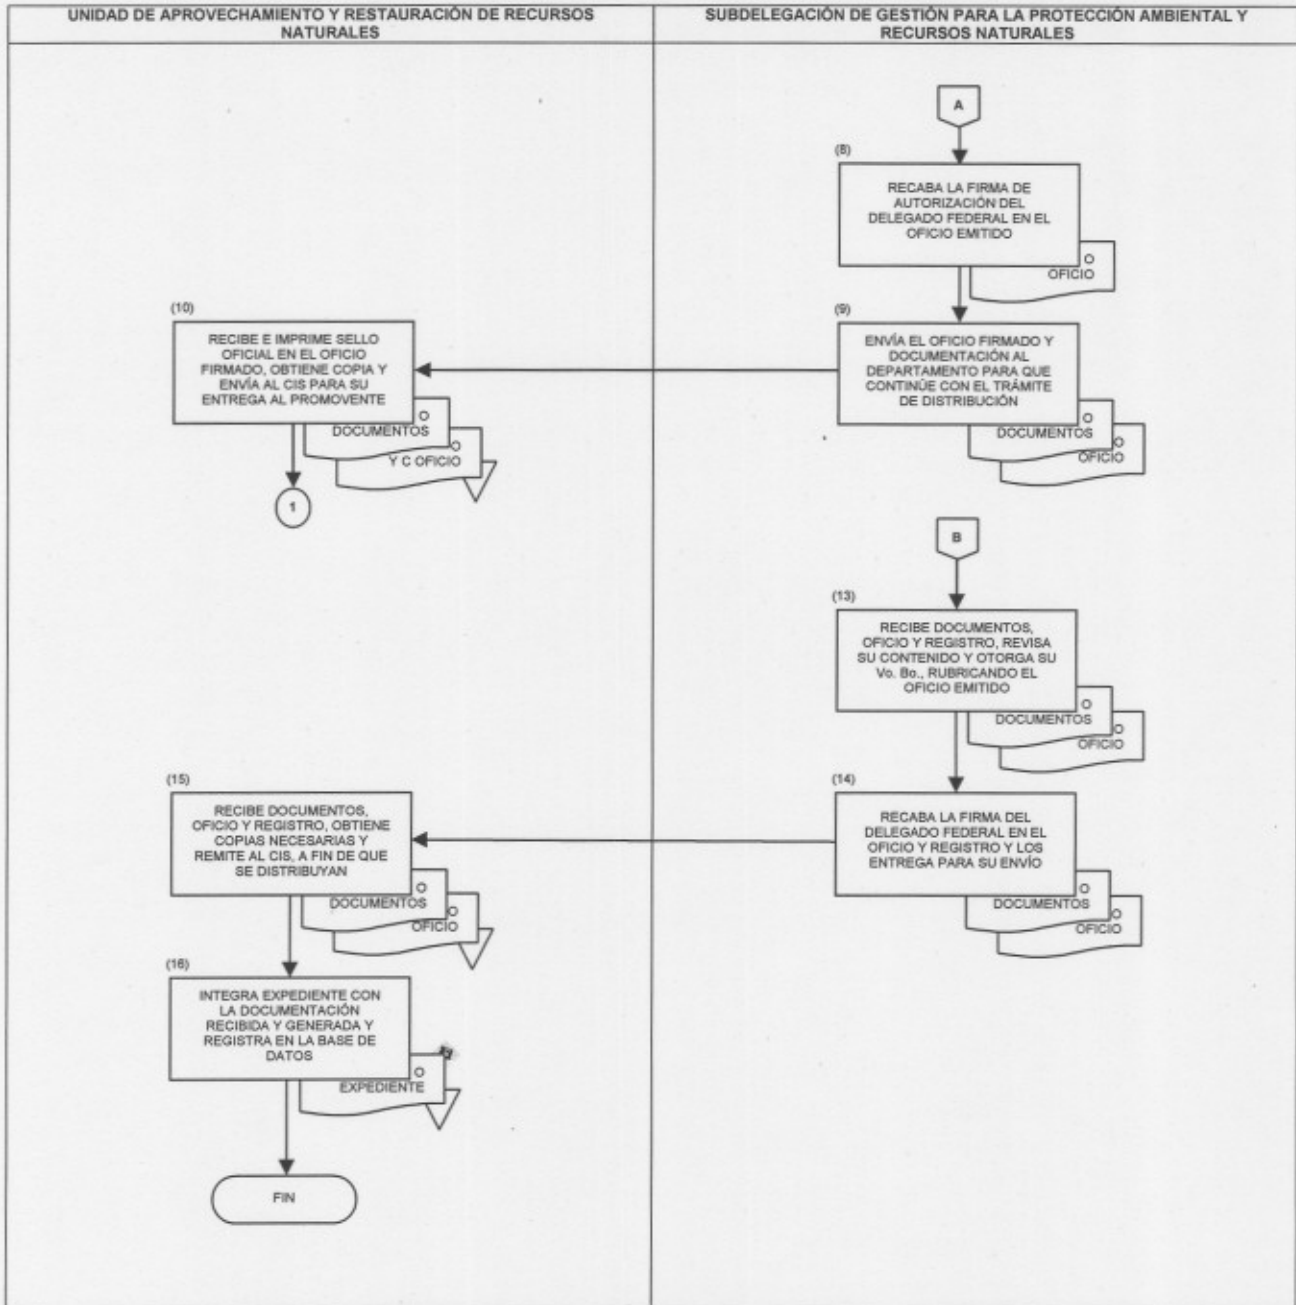 UNIDAD DE APROVECHAMIENTO Y RESTAURACIÓN DE RECURSOS
NATURALES
SUBDELEGACIÓN DE GESTIÓN PARA LA PROTECCIÓN AMBIENTAL Y
RECURSOS NATURALES
A
(8)
RECABA LA FIRMA DE
AUTORIZACIÓN DEL
DELEGADO FEDERAL EN EL
OFICIO EMITIDO
O
OFICIO
(9)
ENVÍA EL OFICIO FIRMADO Y
DOCUMENTACIÓN AL
DEPARTAMENTO PARA QUE
CONTINÚE CON EL TRÁMITE
DE DISTRIBUCIÓN
O
DOCUMENTOS
O
OFICIO
(10)
RECIBE E IMPRIME SELLO
OFICIAL EN EL OFICIO
FIRMADO, OBTIENE COPIA Y
ENVÍA AL CIS PARA SU
ENTREGA AL PROMOVENTE
O
DOCUMENTOS
O
Y C OFICIO
1
B
(13)
RECIBE DOCUMENTOS,
OFICIO Y REGISTRO, REVISA
SU CONTENIDO Y OTORGA SU
Vo. Bo., RUBRICANDO EL
OFICIO EMITIDO
O
DOCUMENTOS
O
OFICIO
(14)
RECABA LA FIRMA DEL
DELEGADO FEDERAL EN EL
OFICIO Y REGISTRO Y LOS
ENTREGA PARA SU ENVÍO
O
DOCUMENTOS
O
OFICIO
(15)
RECIBE DOCUMENTOS,
OFICIO Y REGISTRO, OBTIENE
COPIAS NECESARIAS Y
REMITE AL CIS, A FIN DE QUE
SE DISTRIBUYAN
O
DOCUMENTOS
O
OFICIO
(16)
INTEGRA EXPEDIENTE CON
LA DOCUMENTACIÓN
RECIBIDA Y GENERADA Y
REGISTRA EN LA BASE DE
DATOS
O
EXPEDIENTE
FIN